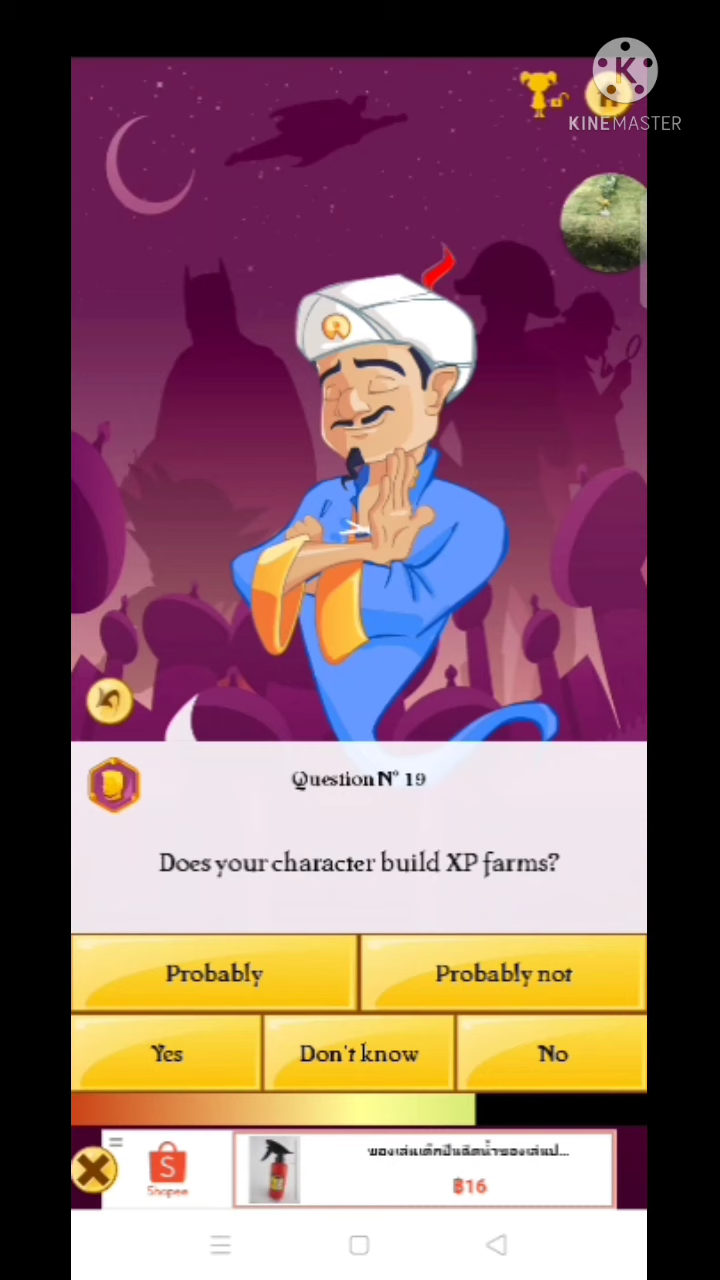 KINEMASTER
Question N° 19
Does your character build XP farms?
Probably
Probably not
Yes
Don't know
No
Shopee
฿16